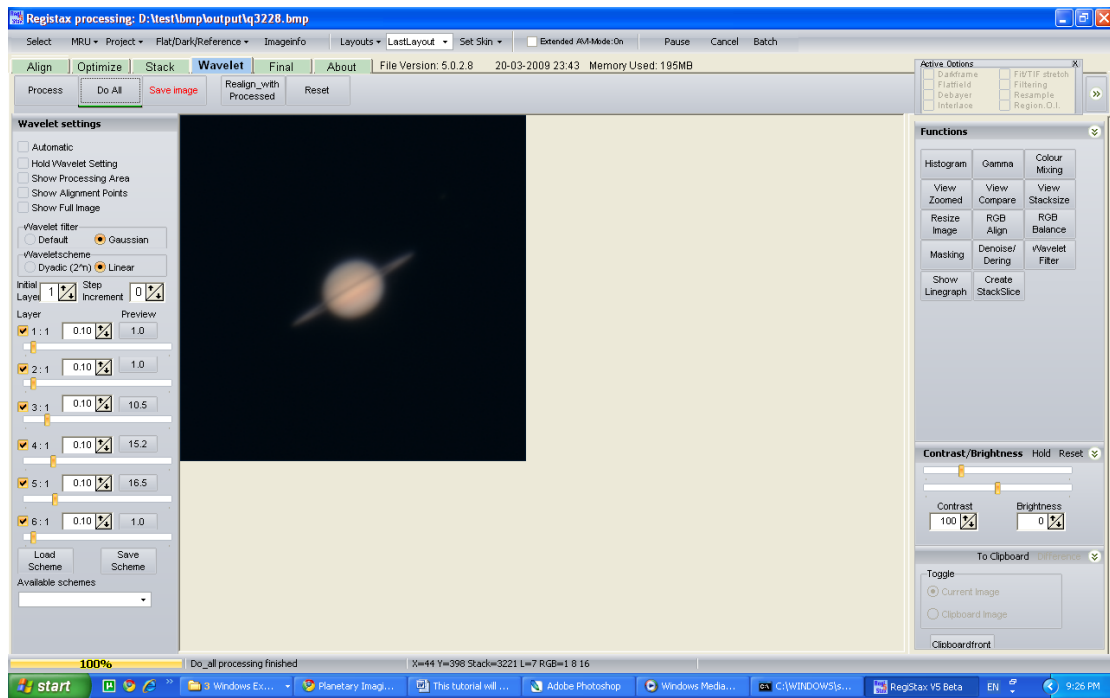 Registax processing: D:\test\bmp\output\q3228.bmp
Select MRU Project Flat/Dark/Reference Imageinfo Layouts LastLayout Set Skin Extended AVI-Mode:On Pause Cancel Batch
Align Optimize Stack Wavelet Final About File Version: 5.0.2.8 20-03-2009 23:43 Memory Used: 195MB
Process Do All Save image Realign_with Processed Reset
Active Options X
Darkframe Fit/TIF stretch
Flatfield Filtering
Debayer Resample
Interlace Region.O.I.
Wavelet settings
Automatic
Hold Wavelet Setting
Show Processing Area
Show Alignment Points
Show Full Image
Wavelet filter
Default Gaussian
Waveletscheme
Dyadic (2^n) Linear
Initial Layer 1 Step Increment 0
Layer Preview
1 : 1 0.10 1.0
2 : 1 0.10 1.0
3 : 1 0.10 10.5
4 : 1 0.10 15.2
5 : 1 0.10 16.5
6 : 1 0.10 1.0
Load Scheme Save Scheme
Available schemes
Functions
Histogram Gamma Colour Mixing
View Zoomed View Compare View Stacksize
Resize Image RGB Align RGB Balance
Masking Denoise/ Dering Wavelet Filter
Show Linegraph Create StackSlice
Contrast/Brightness Hold Reset
Contrast Brightness
100 0
To Clipboard Difference
Toggle
Current Image
Clipboard Image
Clipboardfront
100% Do_all processing finished X=44 Y=398 Stack=3221 L=7 RGB=1 8 16
start 3 Windows Ex... Planetary Imagi... This tutorial will ... Adobe Photoshop Windows Media... C:\WINDOWS\s... RegiStax V5 Beta EN 9:26 PM